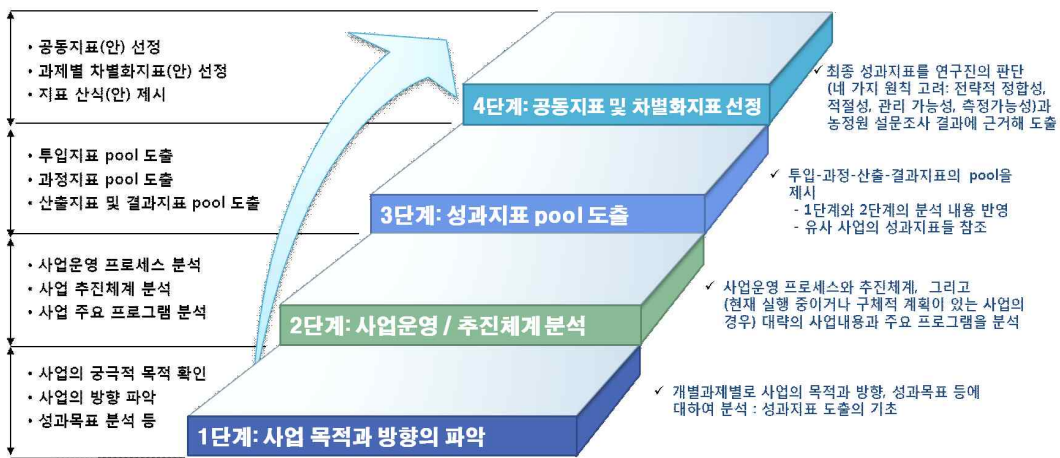 • 공동지표(안) 선정
• 과제별 차별화지표(안) 선정
• 지표 산식(안) 제시
4단계: 공동지표 및 차별화지표 선정
✓ 최종 성과지표를 연구진의 판단
(네 가지 원칙 고려: 전략적 정합성,
적절성, 관리 가능성, 측정가능성)과
농정원 설문조사 결과에 근거해 도출
• 투입지표 pool 도출
• 과정지표 pool 도출
• 산출지표 및 결과지표 pool 도출
3단계: 성과지표 pool 도출
✓ 투입-과정-산출-결과지표의 pool을
제시
- 1단계와 2단계의 분석 내용 반영
- 유사 사업의 성과지표들 참조
• 사업운영 프로세스 분석
• 사업 추진체계 분석
• 사업 주요 프로그램 분석
2단계: 사업운영 / 추진체계 분석
✓ 사업운영 프로세스와 추진체계, 그리고
(현재 실행 중이거나 구체적 계획이 있는 사업의
경우) 대략의 사업내용과 주요 프로그램을 분석
• 사업의 궁극적 목적 확인
• 사업의 방향 파악
• 성과목표 분석 등
1단계: 사업 목적과 방향의 파악
✓ 개별과제별로 사업의 목적과 방향, 성과목표 등에
대하여 분석 : 성과지표 도출의 기초